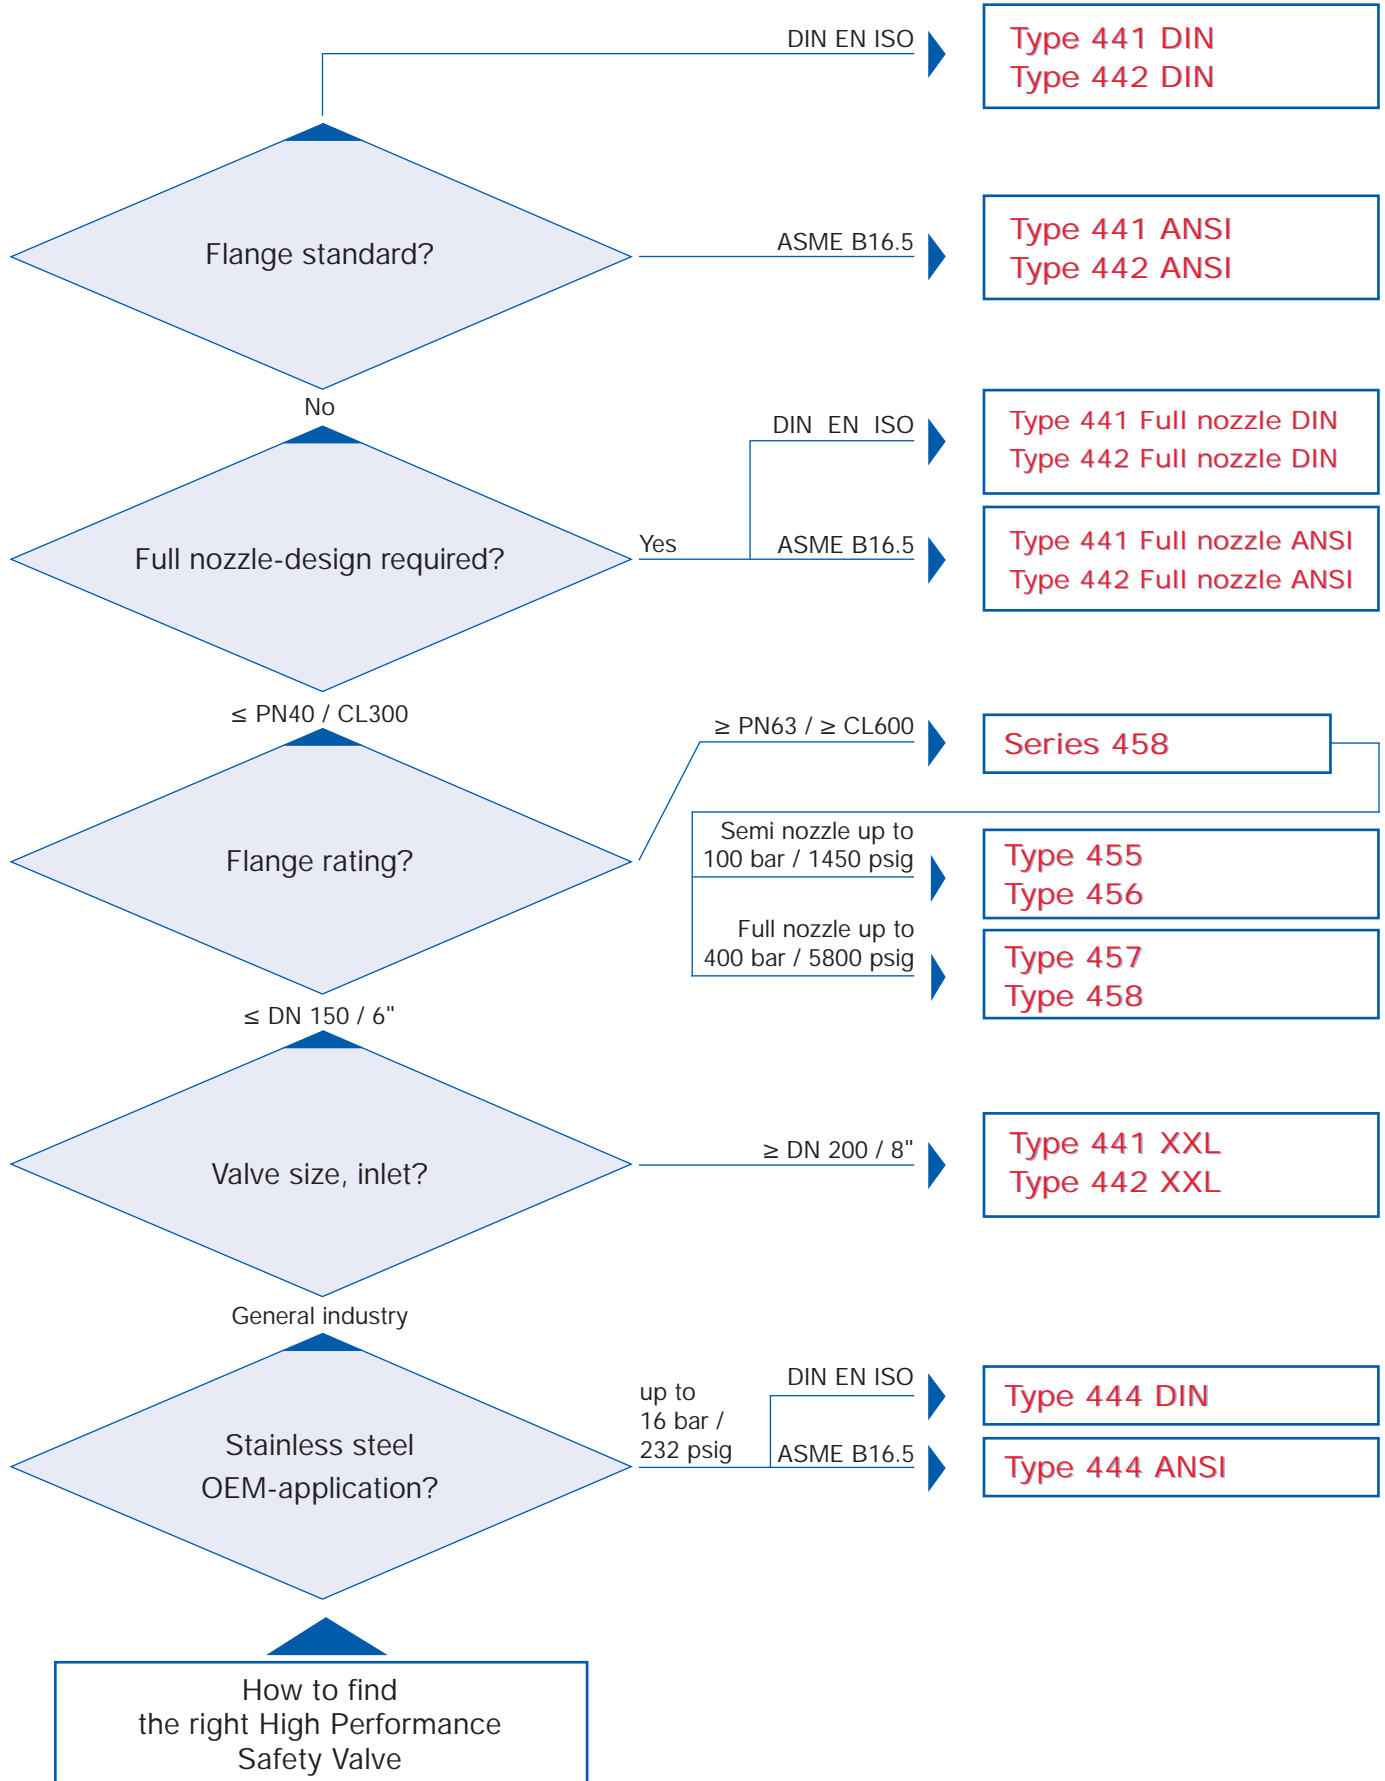 DIN EN ISO
Type 441 DIN
Type 442 DIN
Flange standard?
ASME B16.5
Type 441 ANSI
Type 442 ANSI
No
DIN EN ISO
Type 441 Full nozzle DIN
Type 442 Full nozzle DIN
Full nozzle-design required?
Yes
ASME B16.5
Type 441 Full nozzle ANSI
Type 442 Full nozzle ANSI
≤ PN40 / CL300
≥ PN63 / ≥ CL600
Series 458
Flange rating?
Semi nozzle up to
100 bar / 1450 psig
Type 455
Type 456
Full nozzle up to
400 bar / 5800 psig
Type 457
Type 458
≤ DN 150 / 6"
Valve size, inlet?
≥ DN 200 / 8"
Type 441 XXL
Type 442 XXL
General industry
Stainless steel
OEM-application?
up to
16 bar /
232 psig
DIN EN ISO
Type 444 DIN
ASME B16.5
Type 444 ANSI
How to find
the right High Performance
Safety Valve